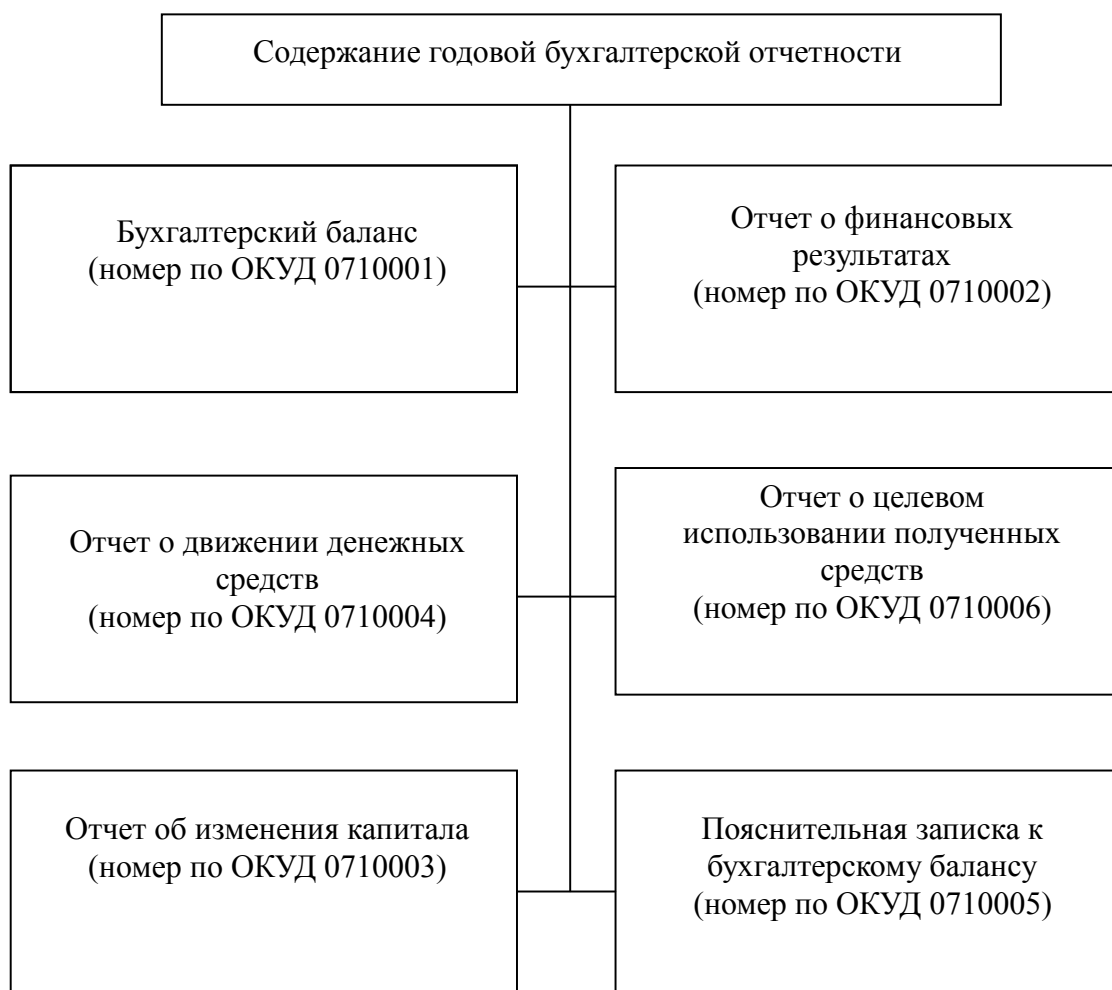 Содержание годовой бухгалтерской отчетности
Бухгалтерский баланс
(номер по ОКУД 0710001)
Отчет о финансовых
результатах
(номер по ОКУД 0710002)
Отчет о движении денежных
средств
(номер по ОКУД 0710004)
Отчет о целевом
использовании полученных
средств
(номер по ОКУД 0710006)
Отчет об изменения капитала
(номер по ОКУД 0710003)
Пояснительная записка к
бухгалтерскому балансу
(номер по ОКУД 0710005)